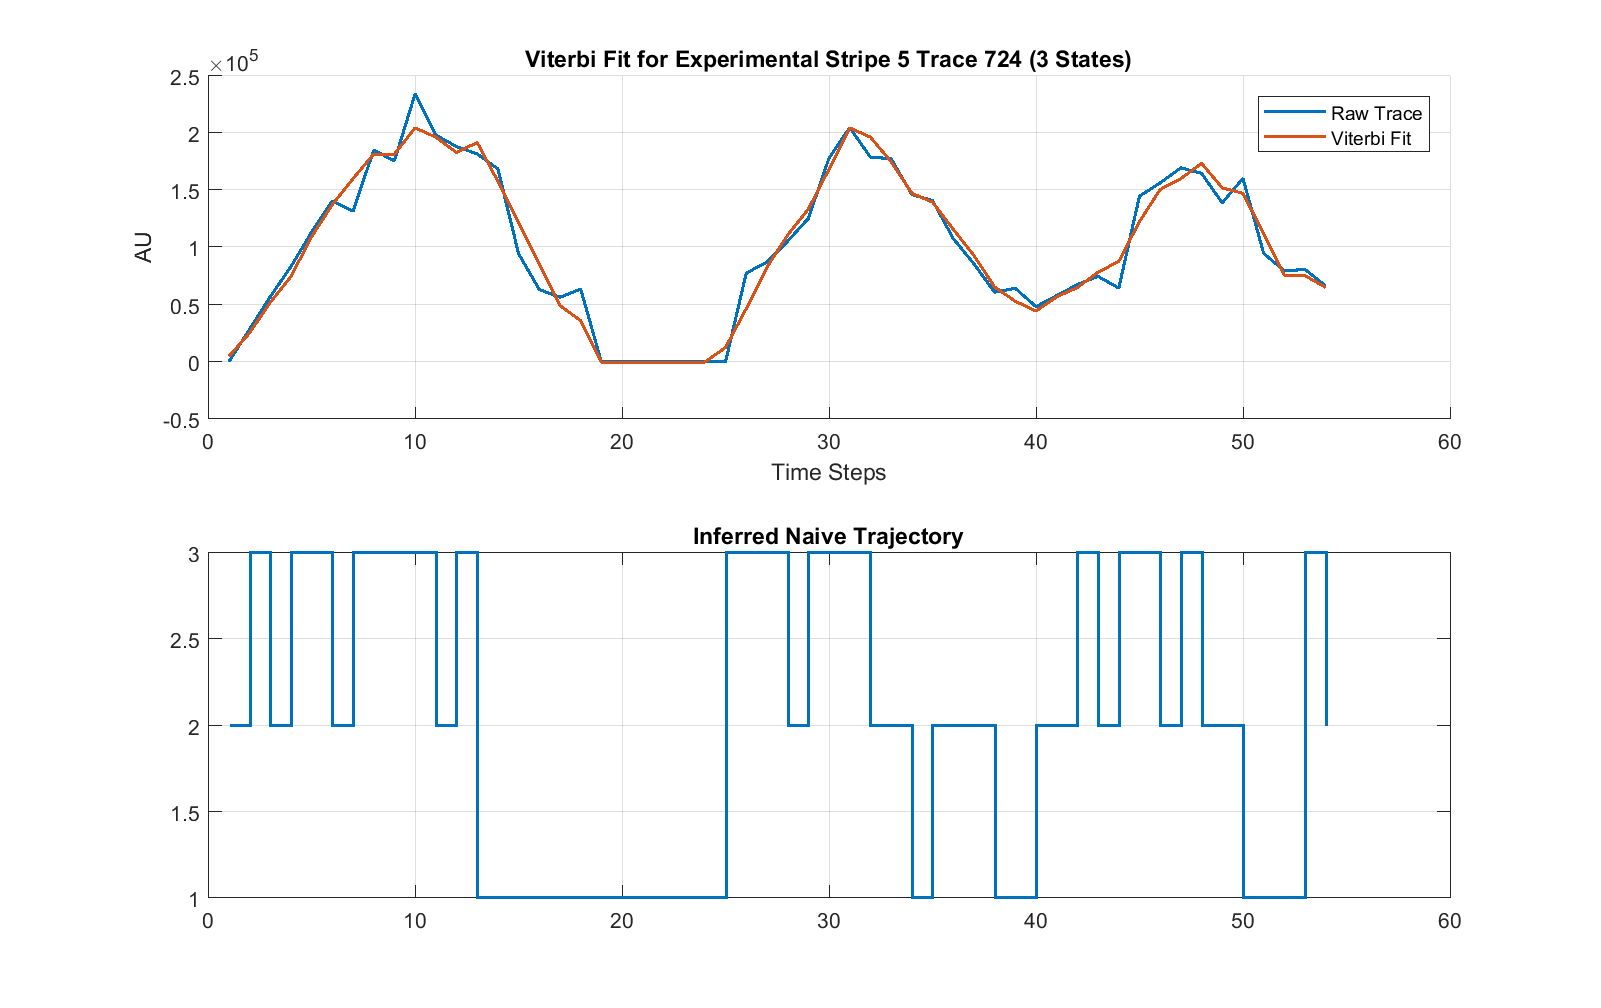 Viterbi Fit for Experimental Stripe 5 Trace 724 (3 States)
×10^5
2.5
2
1.5
1
0.5
0
-0.5
AU
Raw Trace
Viterbi Fit
0 10 20 30 40 50 60
Time Steps
Inferred Naive Trajectory
3
2.5
2
1.5
1
0 10 20 30 40 50 60